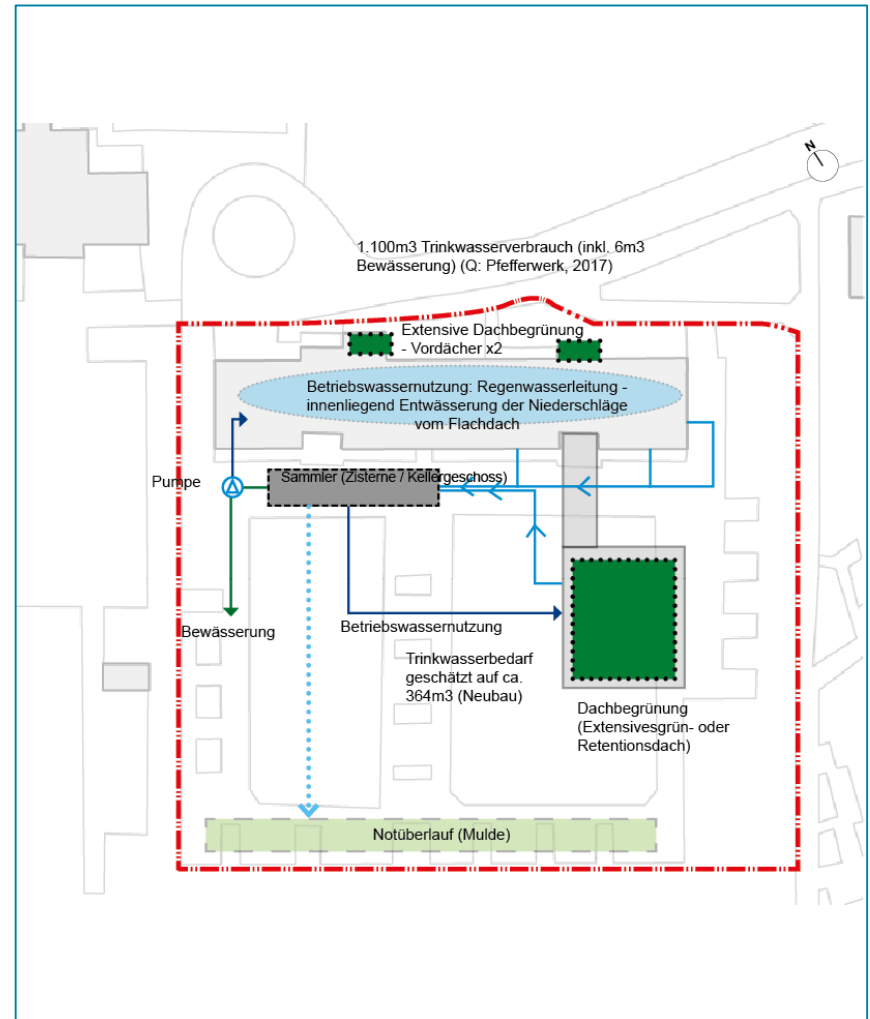 N
1.100m3 Trinkwasserverbrauch (inkl. 6m3
Bewässerung) (Q: Pfefferwerk, 2017)
Extensive Dachbegrünung
- Vordächer x2
Betriebswassernutzung: Regenwasserleitung -
innenliegend Entwässerung der Niederschläge
vom Flachdach
Pumpe
Sammler (Zisterne / Kellergeschoss)
Bewässerung
Betriebswassernutzung
Trinkwasserbedarf
geschätzt auf ca.
364m3 (Neubau)
Dachbegrünung
(Extensivesgrün- oder
Retentionsdach)
Notüberlauf (Mulde)